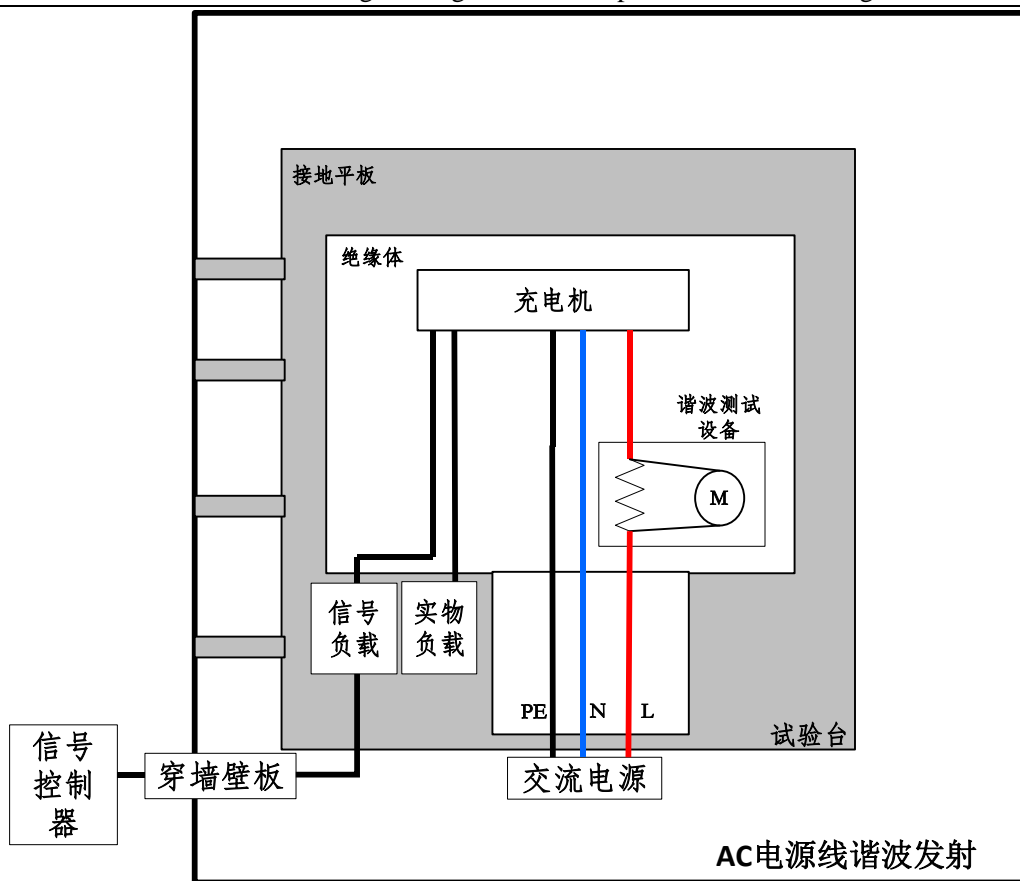 接地平板
绝缘体
充电机
谐波测试
设备
M
信号
负载
实物
负载
PE N L
试验台
信号
控制
器
穿墙壁板
交流电源
AC电源线谐波发射